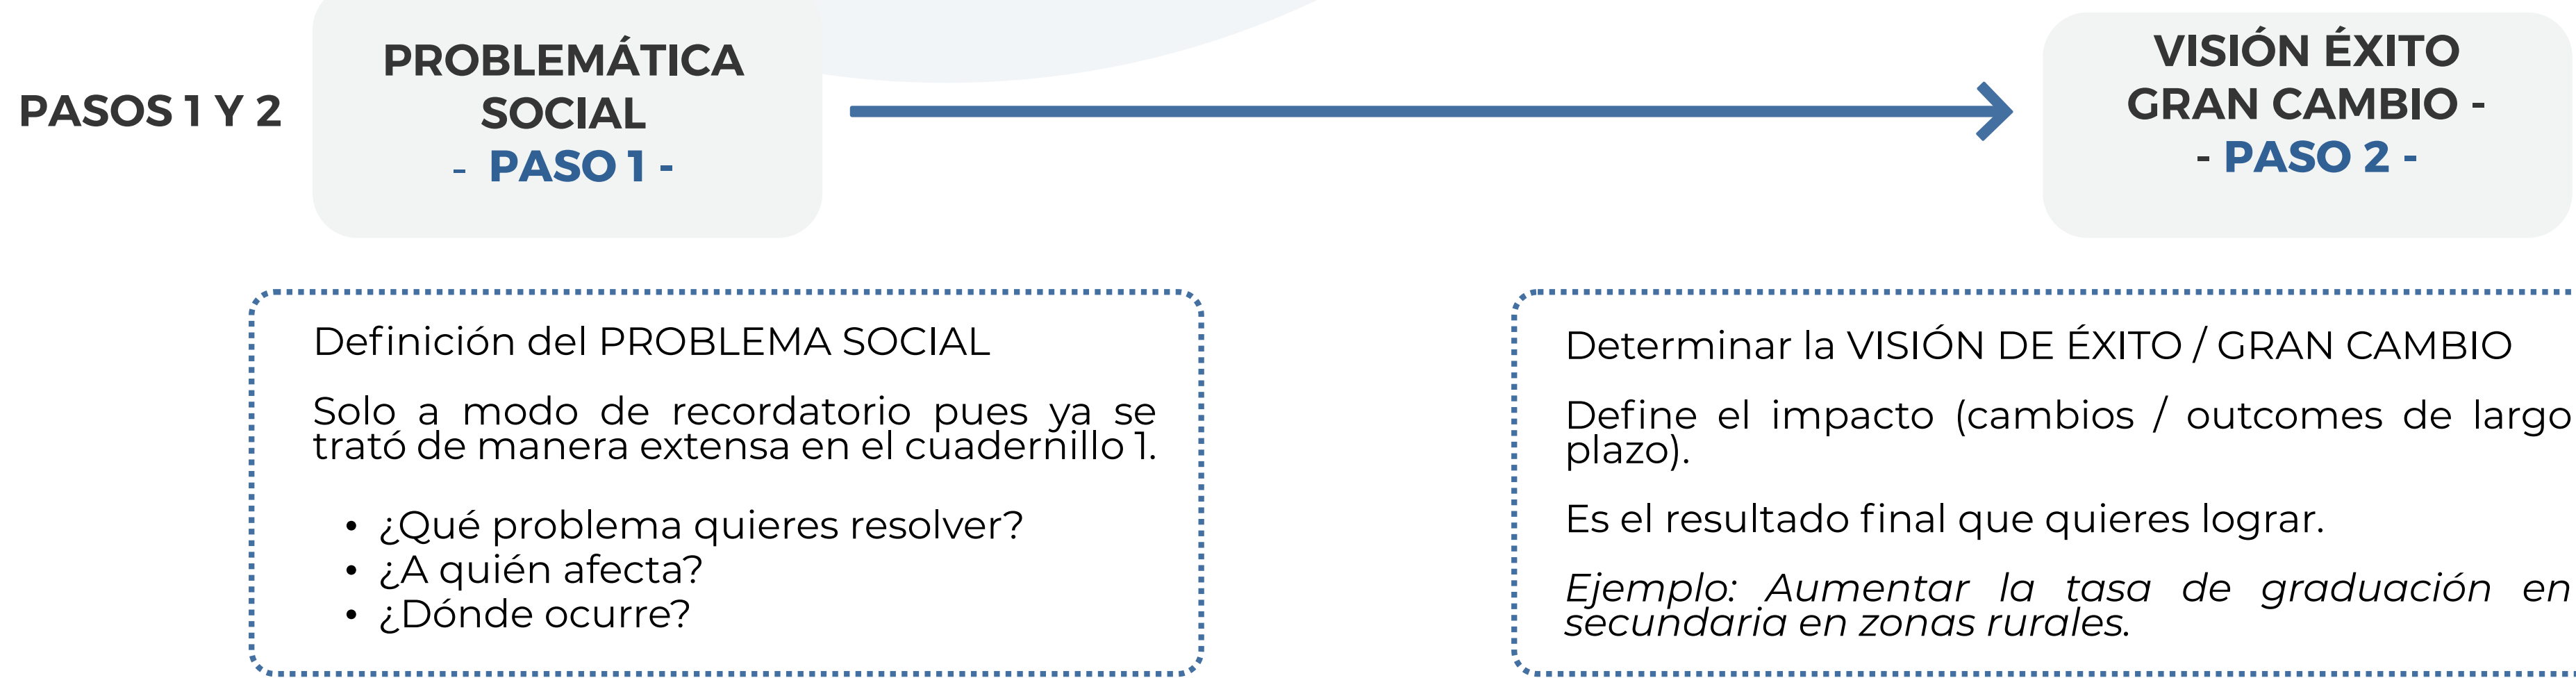 PASOS 1 Y 2
PROBLEMÁTICA
SOCIAL
- PASO 1 -
VISIÓN ÉXITO
GRAN CAMBIO -
- PASO 2 -
Definición del PROBLEMA SOCIAL
Solo a modo de recordatorio pues ya se
trató de manera extensa en el cuadernillo 1.
• ¿Qué problema quieres resolver?
• ¿A quién afecta?
• ¿Dónde ocurre?
Determinar la VISIÓN DE ÉXITO / GRAN CAMBIO
Define el impacto (cambios / outcomes de largo
plazo).
Es el resultado final que quieres lograr.
Ejemplo: Aumentar la tasa de graduación en
secundaria en zonas rurales.